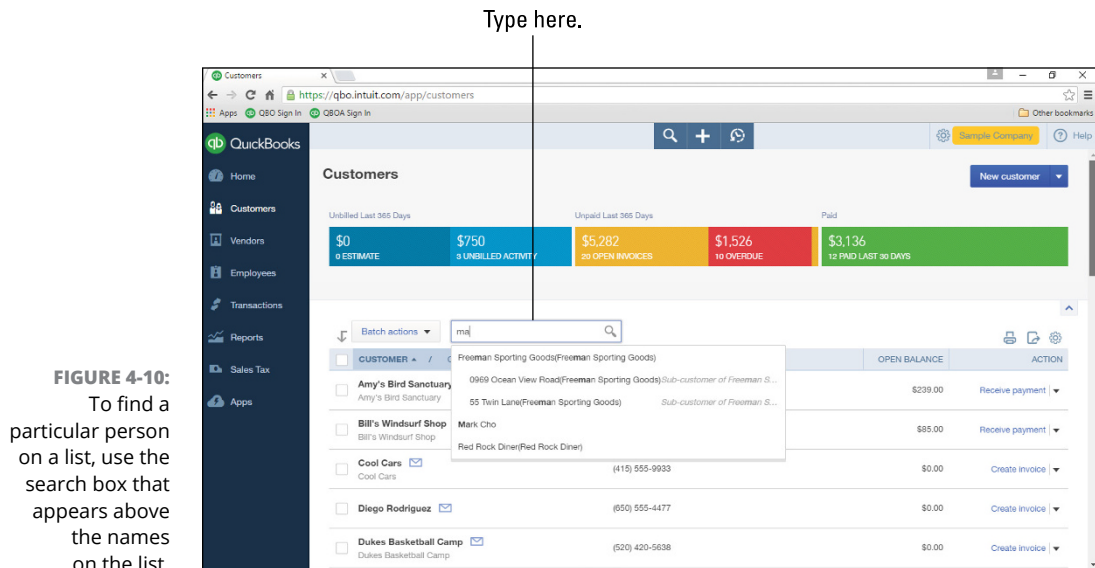 Type here.
Customers
https://qbo.intuit.com/app/customers
Apps QBO Sign In QBOA Sign In Other bookmarks
qb QuickBooks
Sample Company ? Help
Home
Customers
Vendors
Employees
Transactions
Reports
Sales Tax
Apps
Customers
New customer
Unbilled Last 365 Days Unpaid Last 365 Days Paid
$0 $750 $5,282 $1,526 $3,136
0 ESTIMATE 3 UNBILLED ACTIVITY 20 OPEN INVOICES 10 OVERDUE 12 PAID LAST 30 DAYS
Batch actions ma
CUSTOMER / C OPEN BALANCE ACTION
Freeman Sporting Goods(Freeman Sporting Goods)
0969 Ocean View Road(Freeman Sporting Goods) Sub-customer of Freeman S...
55 Twin Lane(Freeman Sporting Goods) Sub-customer of Freeman S...
Mark Cho
Red Rock Diner(Red Rock Diner)
Amy's Bird Sanctuary $239.00 Receive payment
Amy's Bird Sanctuary
Bill's Windsurf Shop $85.00 Receive payment
Bill's Windsurf Shop
Cool Cars (415) 555-9933 $0.00 Create invoice
Cool Cars
Diego Rodriguez (650) 555-4477 $0.00 Create invoice
Dukes Basketball Camp (520) 420-5638 $0.00 Create invoice
Dukes Basketball Camp
FIGURE 4-10:
To find a
particular person
on a list, use the
search box that
appears above
the names
on the list.